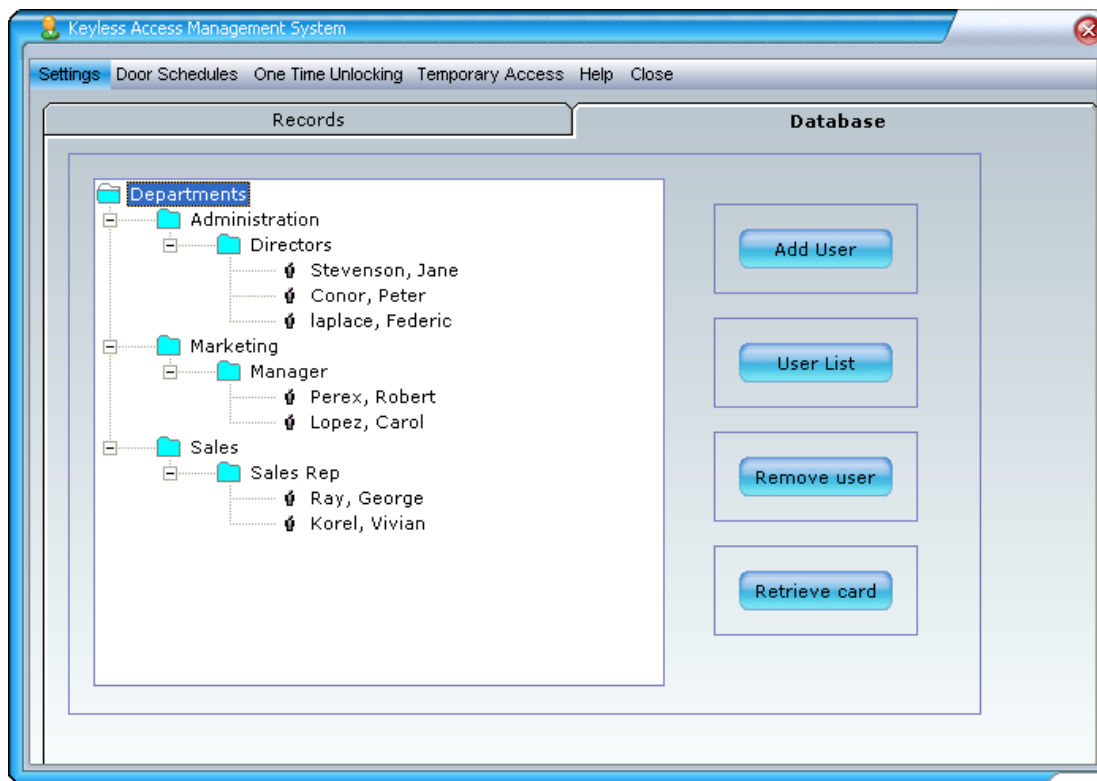 Keyless Access Management System
Settings Door Schedules One Time Unlocking Temporary Access Help Close
Records Database
Departments
Administration
Directors
Stevenson, Jane
Conor, Peter
laplace, Federic
Marketing
Manager
Perex, Robert
Lopez, Carol
Sales
Sales Rep
Ray, George
Korel, Vivian
Add User
User List
Remove user
Retrieve card